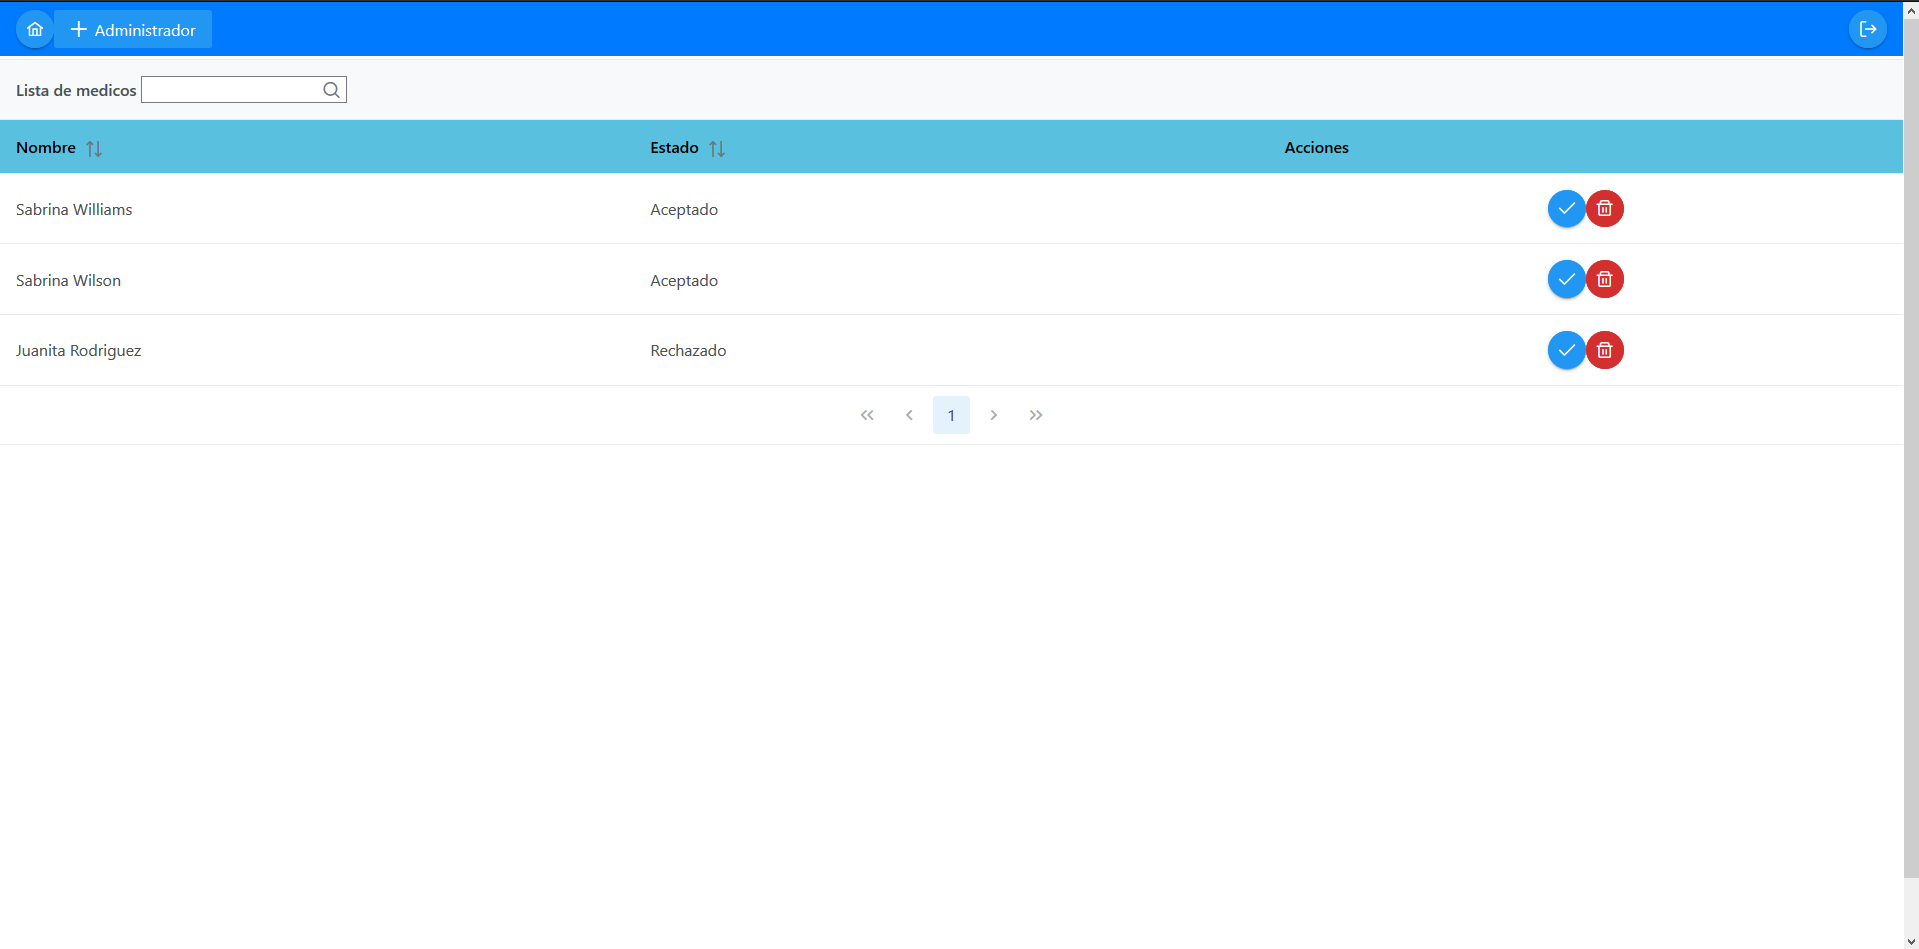 Administrador
Lista de medicos
Nombre Estado Acciones
Sabrina Williams Aceptado
Sabrina Wilson Aceptado
Juanita Rodriguez Rechazado
1